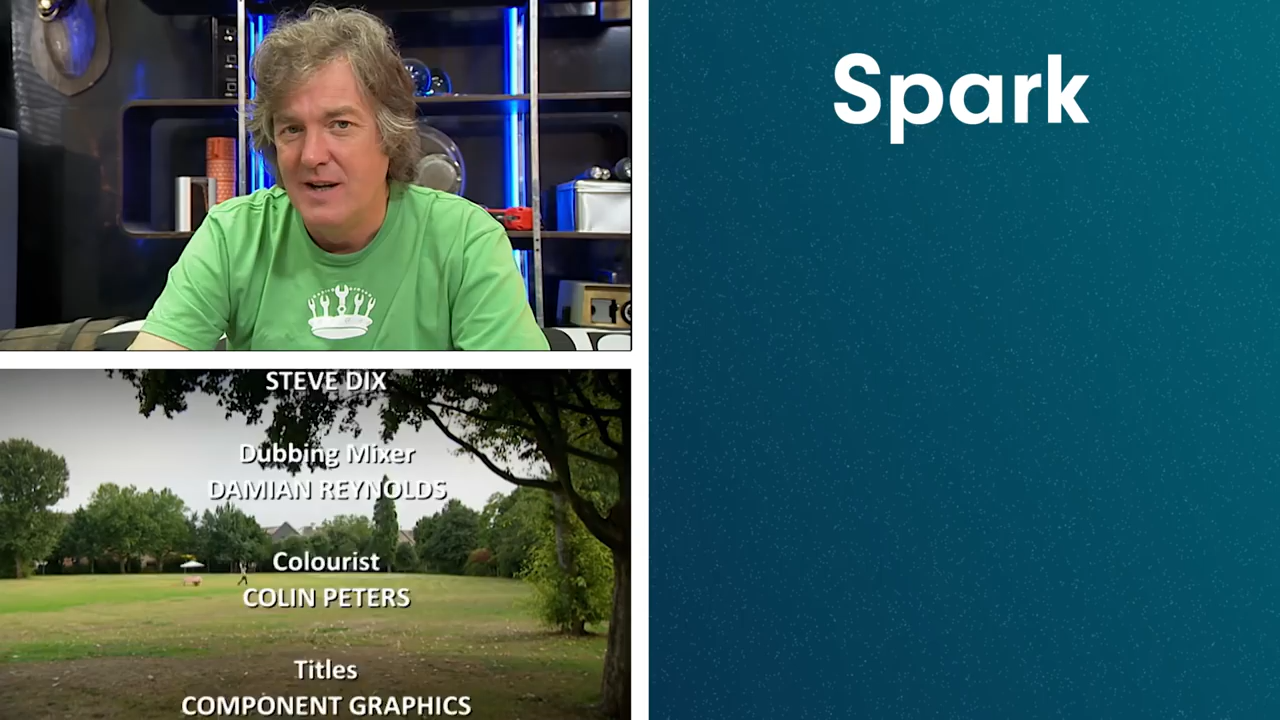 STEVE DIX
Dubbing Mixer
DAMIAN REYNOLDS
Colourist
COLIN PETERS
Titles
COMPONENT GRAPHICS
Spark